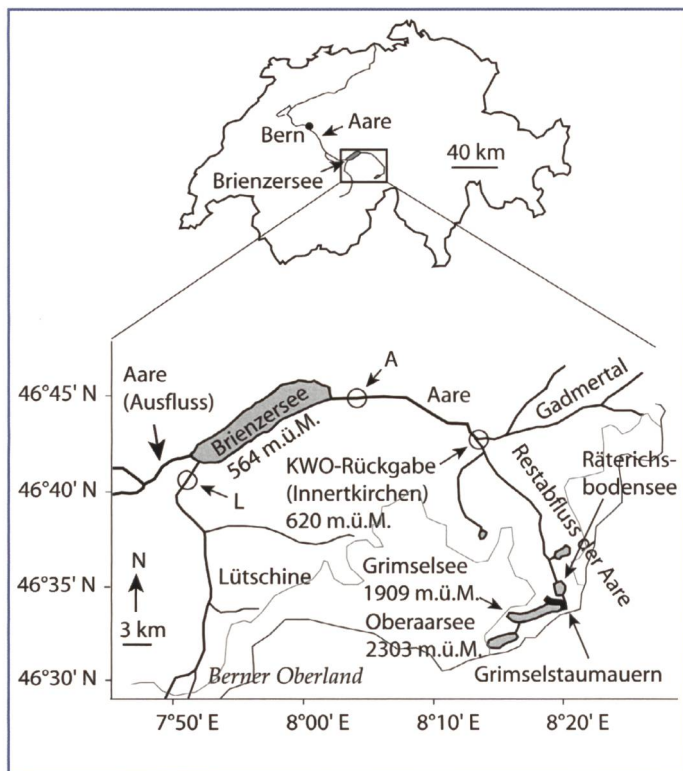 Bern
Aare
Brienzersee
40 km
46°45' N
46°40' N
46°35' N
46°30' N
Aare
(Ausfluss)
Brienzersee
564 m.ü.M.
A
Aare
Gadmertal
KWO-Rückgabe
(Innertkirchen)
620 m.ü.M.
L
Restabfluss der Aare
Räterichs-
bodensee
N
3 km
Lütschine
Grimselsee
1909 m.ü.M.
Oberaarsee
2303 m.ü.M.
Grimselstaumauern
Berner Oberland
7°50' E
8°00' E
8°10' E
8°20' E